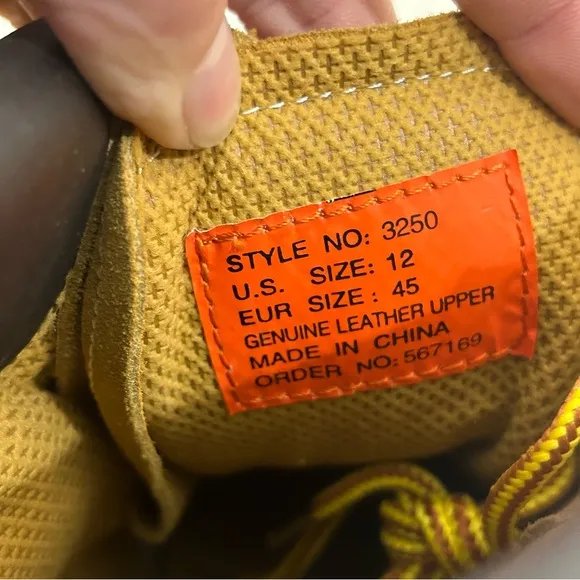 STYLE NO: 3250
U.S. SIZE: 12
EUR SIZE : 45
GENUINE LEATHER UPPER
MADE IN CHINA
ORDER NO: 567169